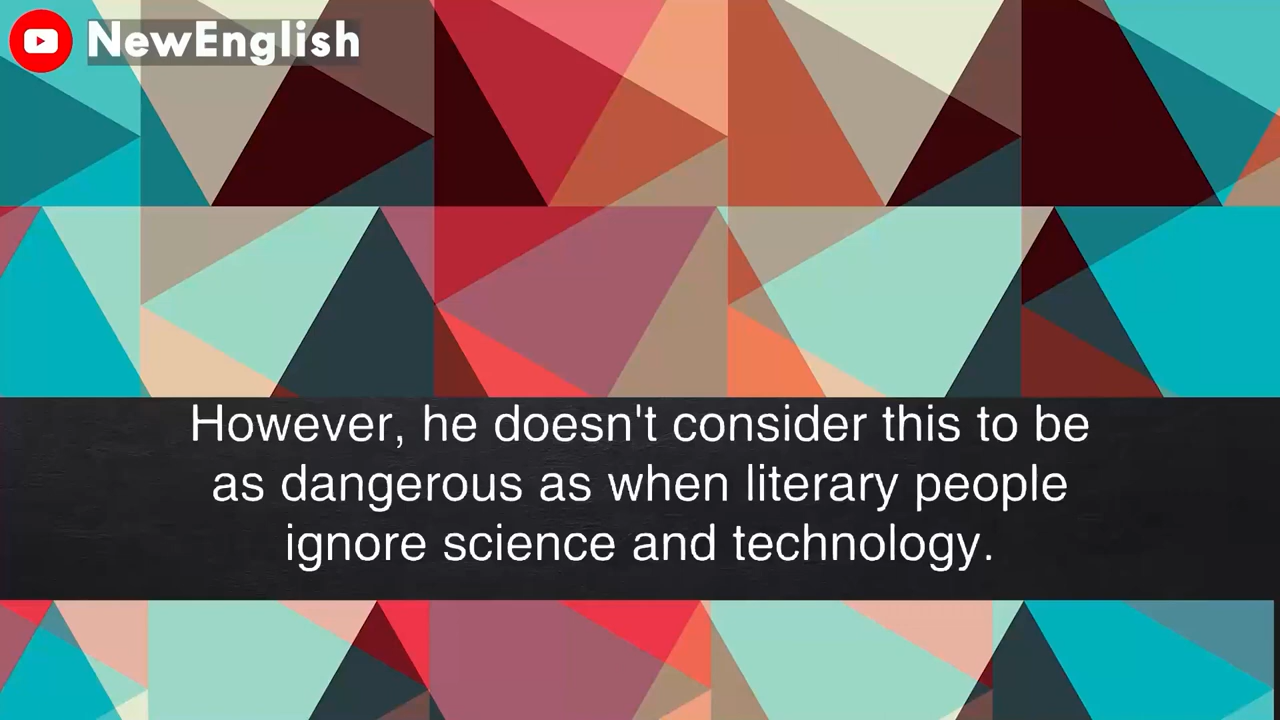 NewEnglish
However, he doesn't consider this to be
as dangerous as when literary people
ignore science and technology.